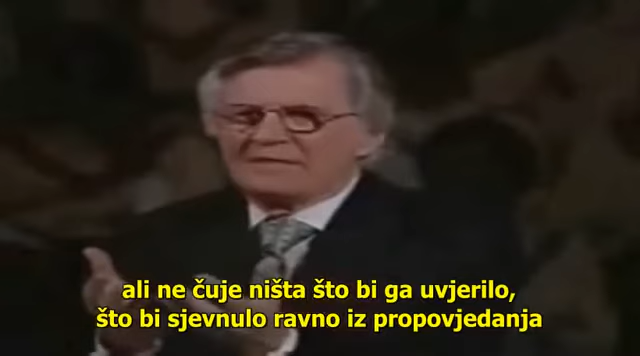 ali ne čuje ništa što bi ga uvjerilo,
što bi sjevnulo ravno iz propovjedanja